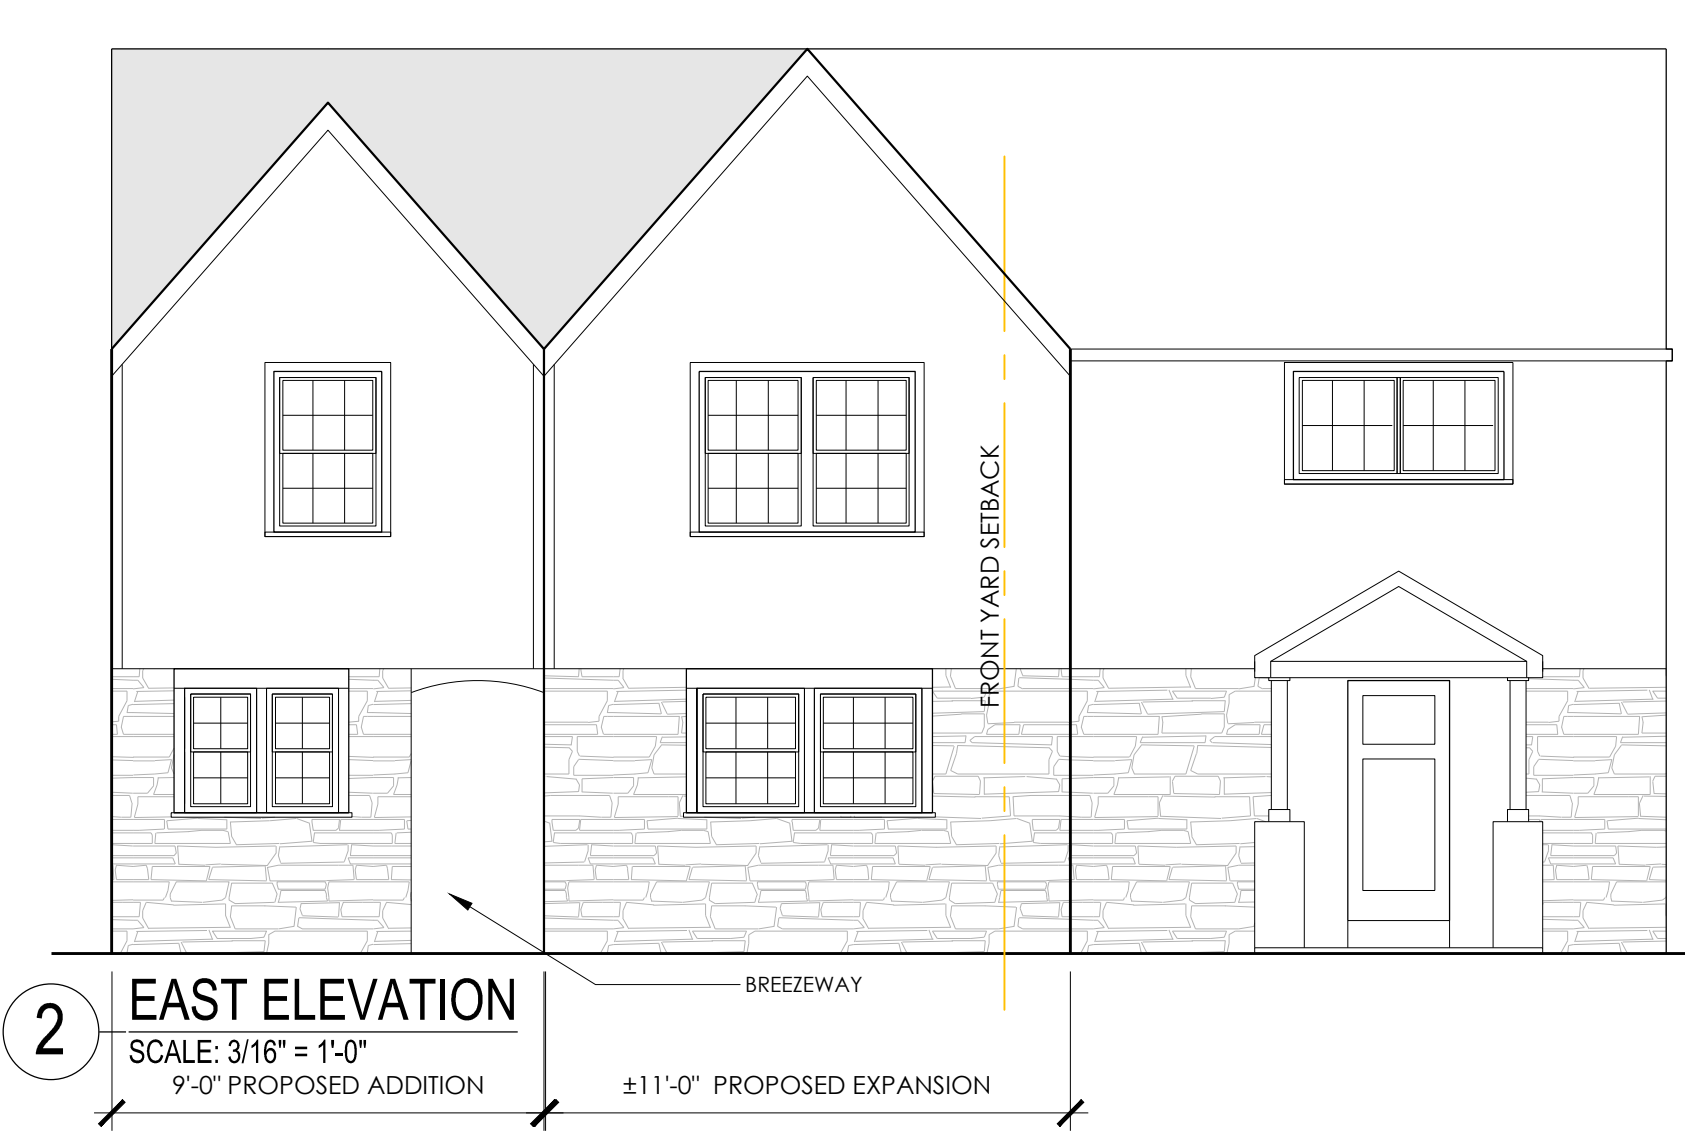 FRONT YARD SETBACK
BREEZEWAY
2
EAST ELEVATION
SCALE: 3/16" = 1'-0"
9'-0" PROPOSED ADDITION
±11'-0" PROPOSED EXPANSION